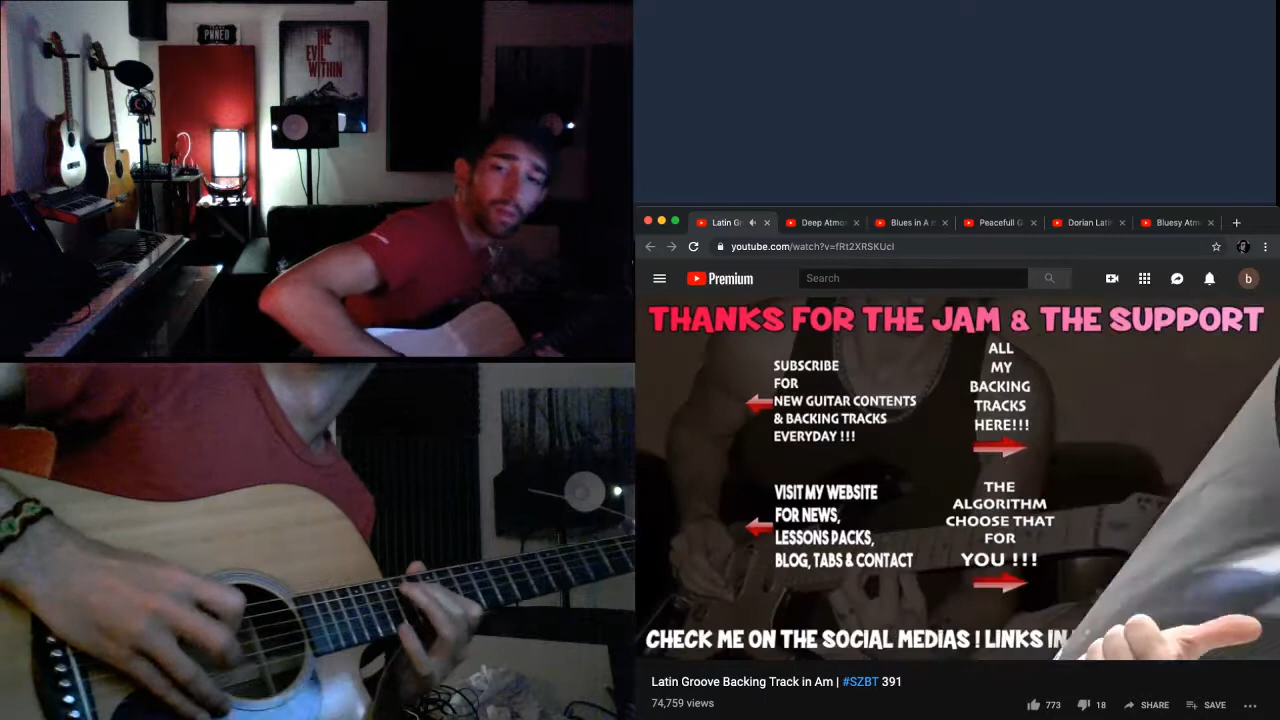 PWNED
THE
EVIL
WITHIN
Latin G
Deep Atmo
Blues in A
Peacefull G
Dorian Lati
Bluesy Atm
youtube.com/watch?v=fRt2XRSKUcI
Premium
Search
b
THANKS FOR THE JAM & THE SUPPORT
SUBSCRIBE
FOR
NEW GUITAR CONTENTS
& BACKING TRACKS
EVERYDAY !!!
ALL
MY
BACKING
TRACKS
HERE!!!
VISIT MY WEBSITE
FOR NEWS,
LESSONS PACKS,
BLOG, TABS & CONTACT
THE
ALGORITHM
CHOOSE THAT
FOR
YOU !!!
CHECK ME ON THE SOCIAL MEDIAS ! LINKS IN
Latin Groove Backing Track in Am | #SZBT 391
74,759 views
773
18
SHARE
SAVE